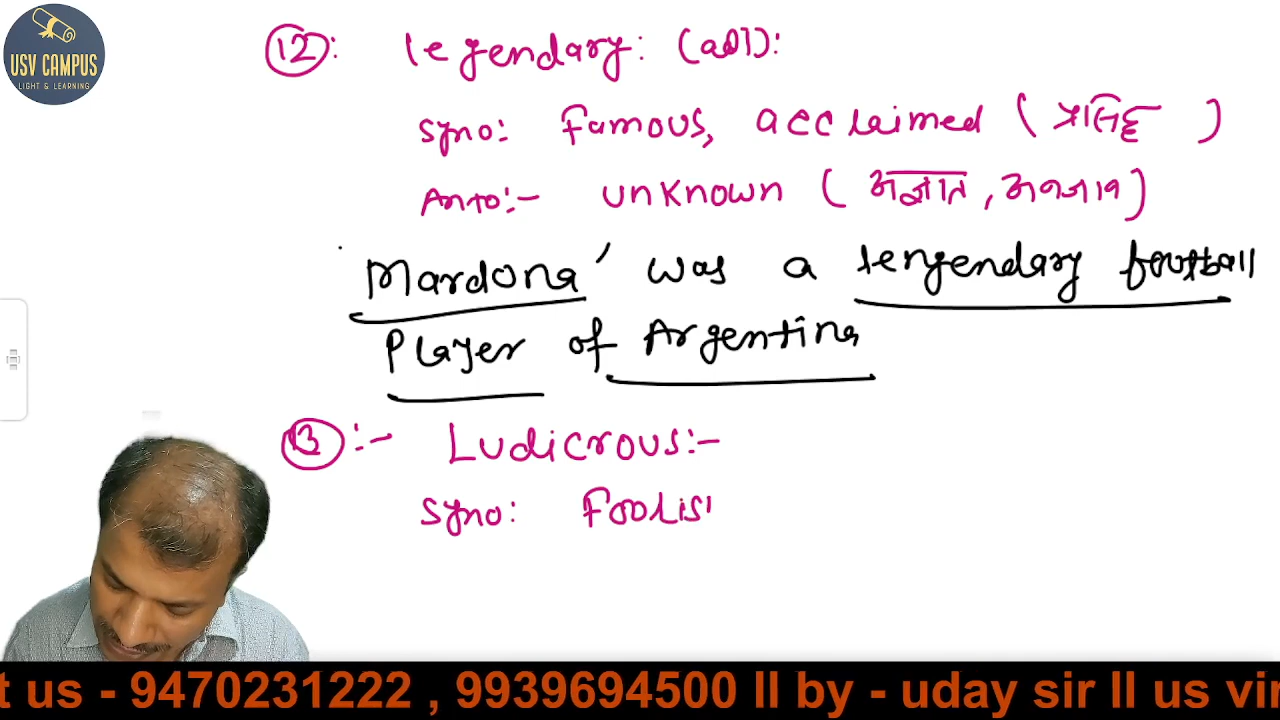 USV CAMPUS
LIGHT & LEARNING
12: legendary: (adj):
Syno: Famous, acclaimed (प्रसिद्ध)
Anto:- unknown (अज्ञात, अनजान)
'Mardona' was a lengendary football
Player of Argentina
13:- Ludicrous:-
Syno: Foolis
t us - 9470231222 , 9939694500 ll by - uday sir ll us vir